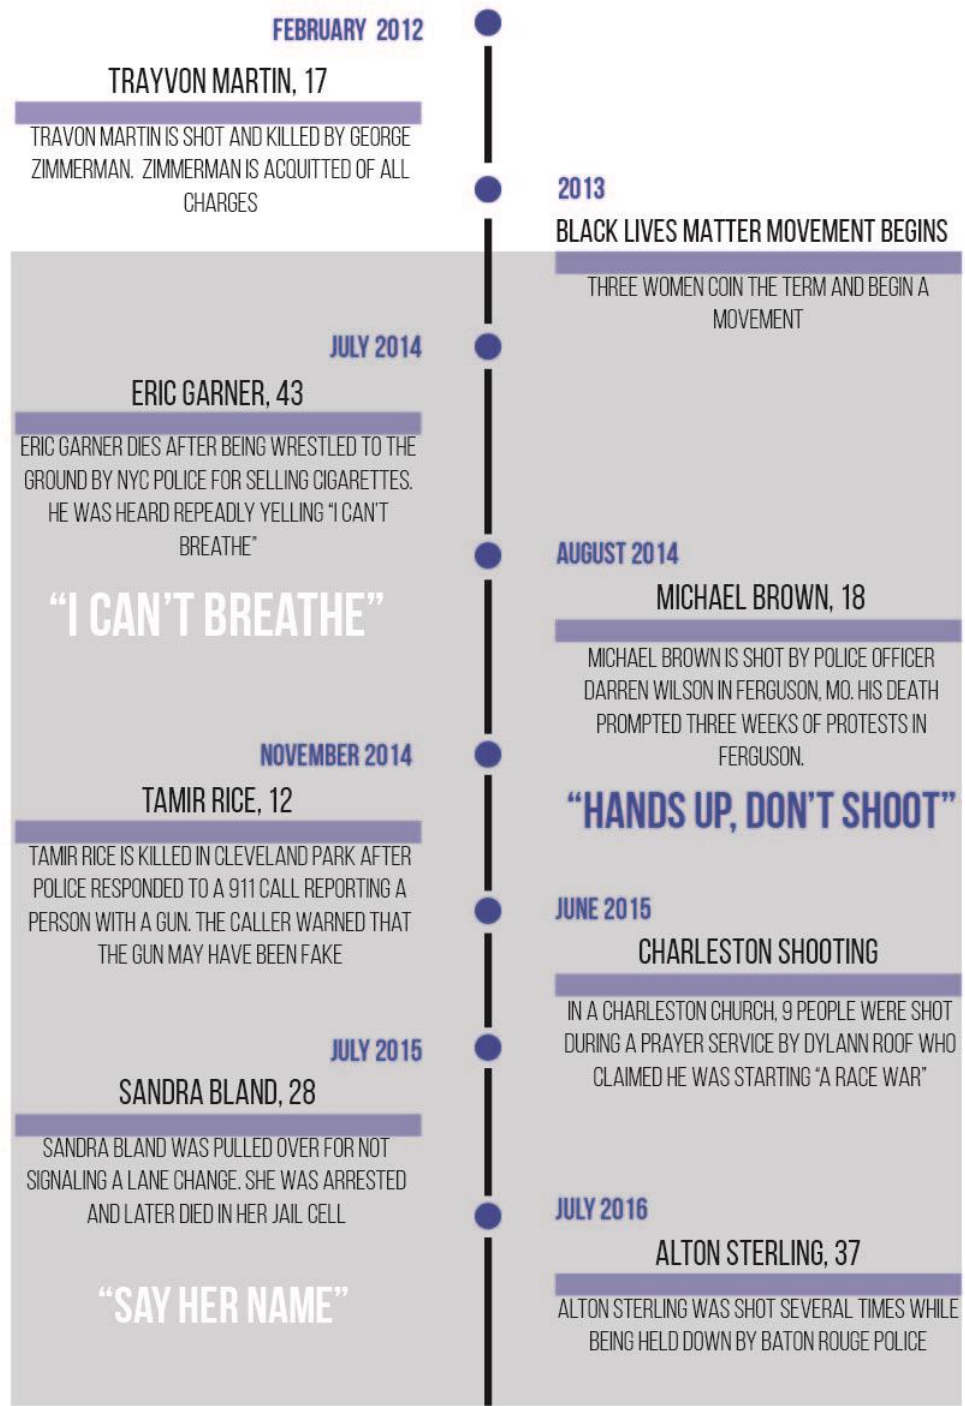 FEBRUARY 2012
TRAYVON MARTIN, 17
TRAVON MARTIN IS SHOT AND KILLED BY GEORGE
ZIMMERMAN. ZIMMERMAN IS ACQUITTED OF ALL
CHARGES
2013
BLACK LIVES MATTER MOVEMENT BEGINS
THREE WOMEN COIN THE TERM AND BEGIN A
MOVEMENT
JULY 2014
ERIC GARNER, 43
ERIC GARNER DIES AFTER BEING WRESTLED TO THE
GROUND BY NYC POLICE FOR SELLING CIGARETTES.
HE WAS HEARD REPEADLY YELLING “I CAN'T
BREATHE”
“I CAN'T BREATHE”
AUGUST 2014
MICHAEL BROWN, 18
MICHAEL BROWN IS SHOT BY POLICE OFFICER
DARREN WILSON IN FERGUSON, MO. HIS DEATH
PROMPTED THREE WEEKS OF PROTESTS IN
FERGUSON.
“HANDS UP, DON'T SHOOT”
NOVEMBER 2014
TAMIR RICE, 12
TAMIR RICE IS KILLED IN CLEVELAND PARK AFTER
POLICE RESPONDED TO A 911 CALL REPORTING A
PERSON WITH A GUN. THE CALLER WARNED THAT
THE GUN MAY HAVE BEEN FAKE
JUNE 2015
CHARLESTON SHOOTING
IN A CHARLESTON CHURCH, 9 PEOPLE WERE SHOT
DURING A PRAYER SERVICE BY DYLANN ROOF WHO
CLAIMED HE WAS STARTING “A RACE WAR”
JULY 2015
SANDRA BLAND, 28
SANDRA BLAND WAS PULLED OVER FOR NOT
SIGNALING A LANE CHANGE. SHE WAS ARRESTED
AND LATER DIED IN HER JAIL CELL
“SAY HER NAME”
JULY 2016
ALTON STERLING, 37
ALTON STERLING WAS SHOT SEVERAL TIMES WHILE
BEING HELD DOWN BY BATON ROUGE POLICE